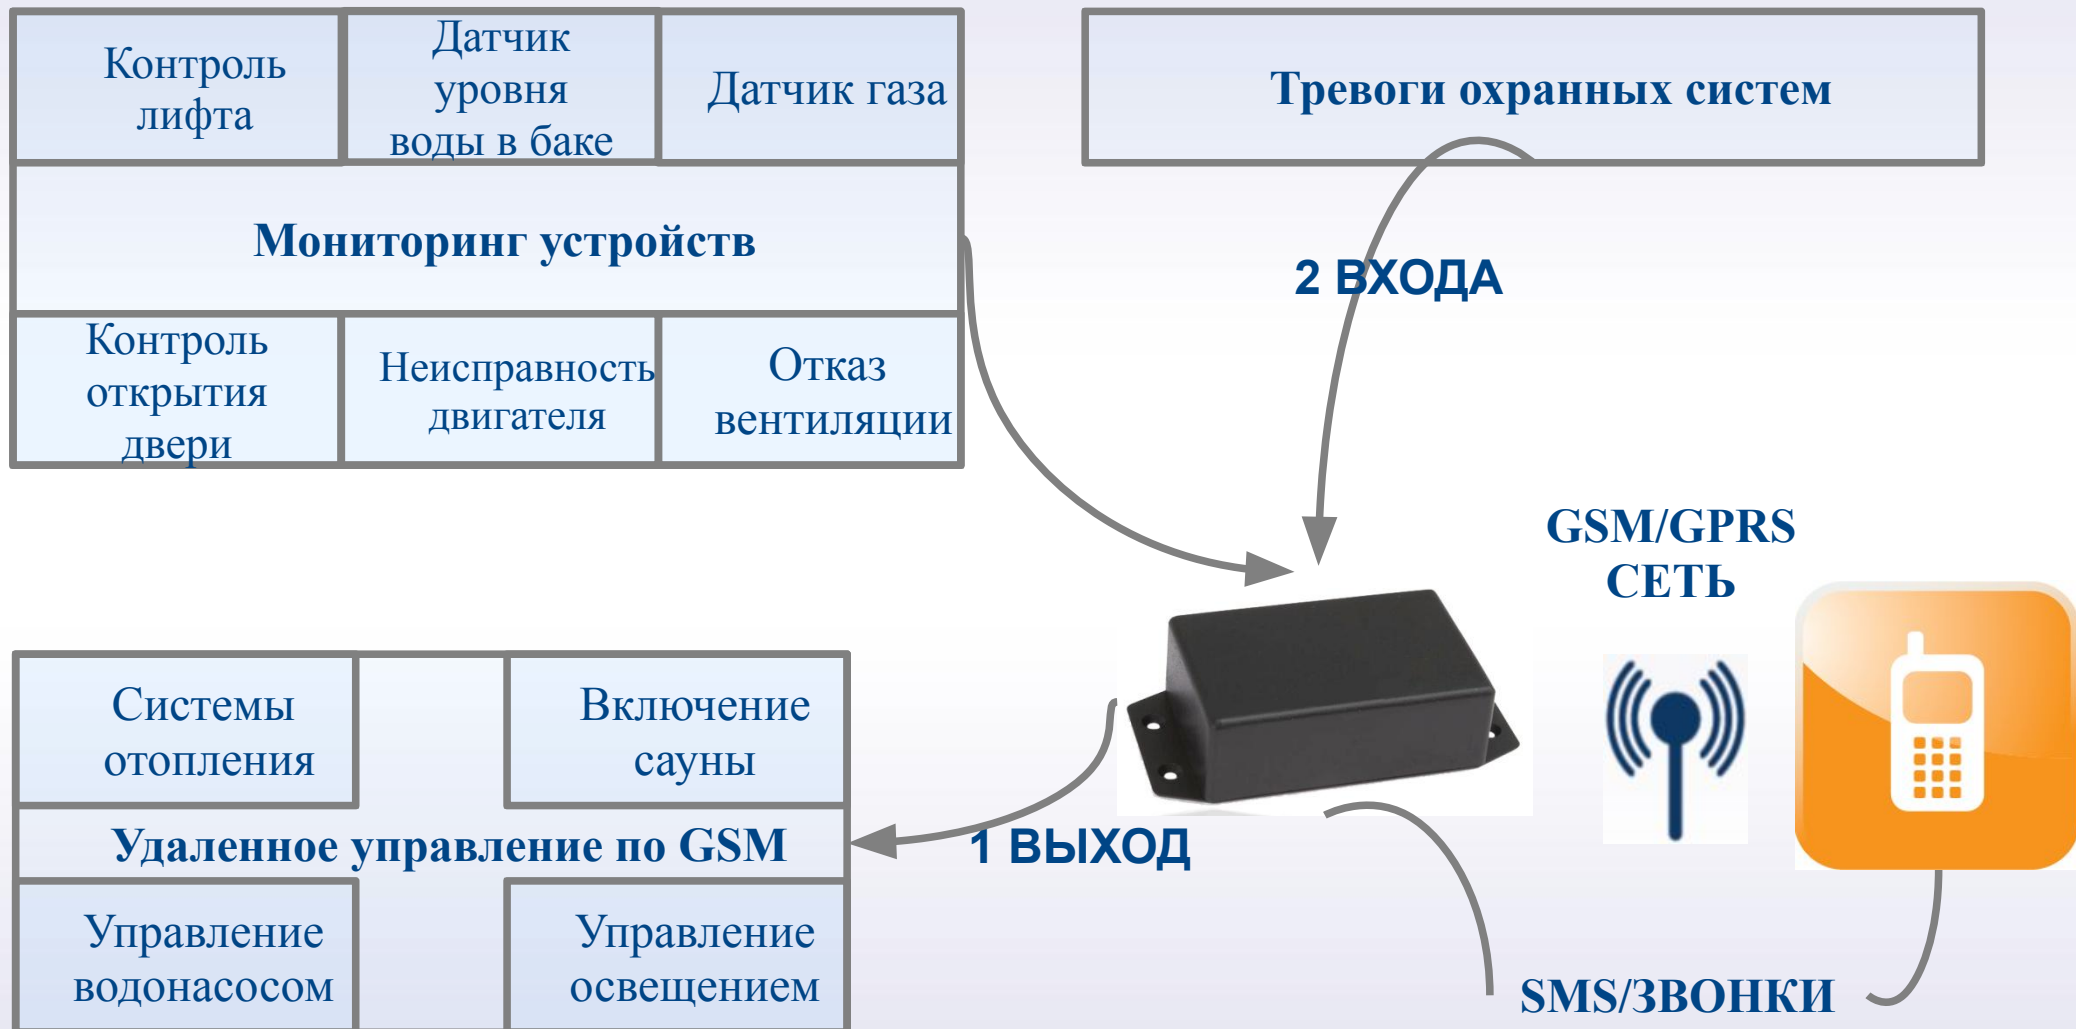 Контроль
лифта
Датчик
уровня
воды в баке
Датчик газа
Мониторинг устройств
Контроль
открытия
двери
Неисправность
двигателя
Отказ
вентиляции
Тревоги охранных систем
2 ВХОДА
GSM/GPRS
СЕТЬ
Системы
отопления
Включение
сауны
Удаленное управление по GSM
1 ВЫХОД
Управление
водонасосом
Управление
освещением
SMS/ЗВОНКИ